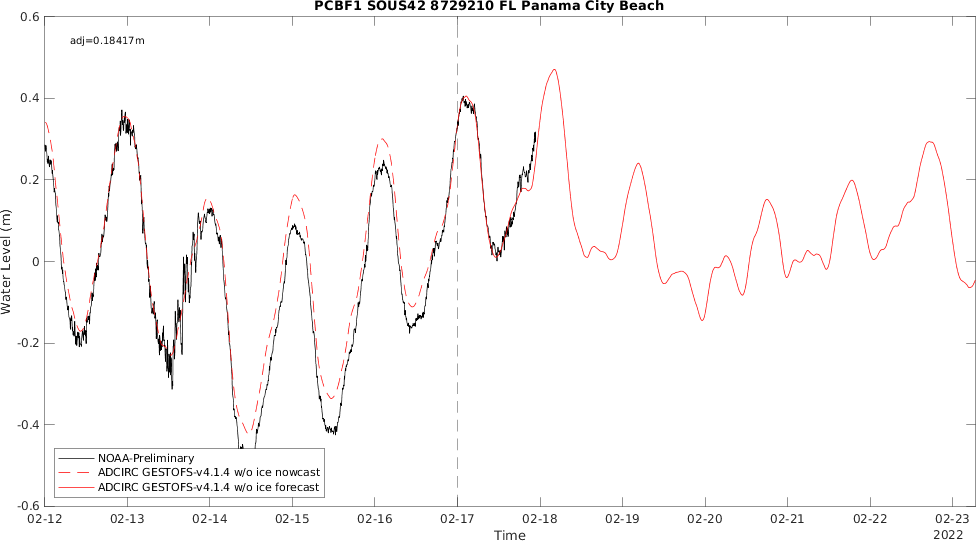 PCBF1 SOUS42 8729210 FL Panama City Beach
adj=0.18417m
0.6
0.4
0.2
0
-0.2
-0.4
-0.6
Water Level (m)
NOAA-Preliminary
ADCIRC GESTOFS-v4.1.4 w/o ice nowcast
ADCIRC GESTOFS-v4.1.4 w/o ice forecast
02-12 02-13 02-14 02-15 02-16 02-17 02-18 02-19 02-20 02-21 02-22 02-23
2022
Time